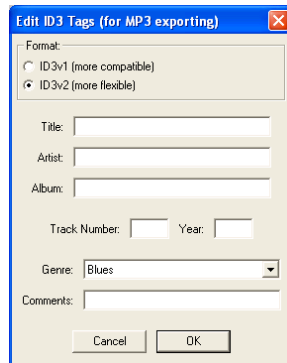 Edit ID3 Tags (for MP3 exporting)
Format:
ID3v1 (more compatible)
ID3v2 (more flexible)
Title:
Artist:
Album:
Track Number: Year:
Genre: Blues
Comments:
Cancel OK